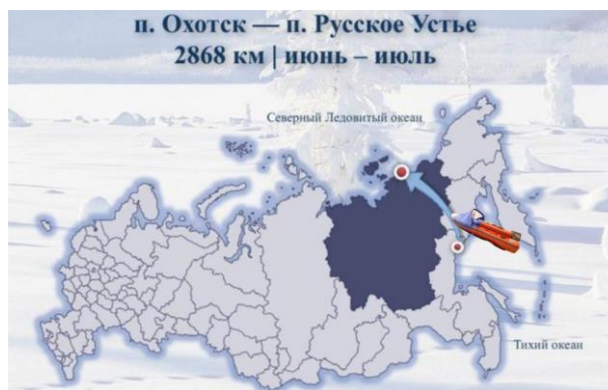 п. Охотск — п. Русское Устье
2868 км | июнь – июль
Северный Ледовитый океан
Тихий океан